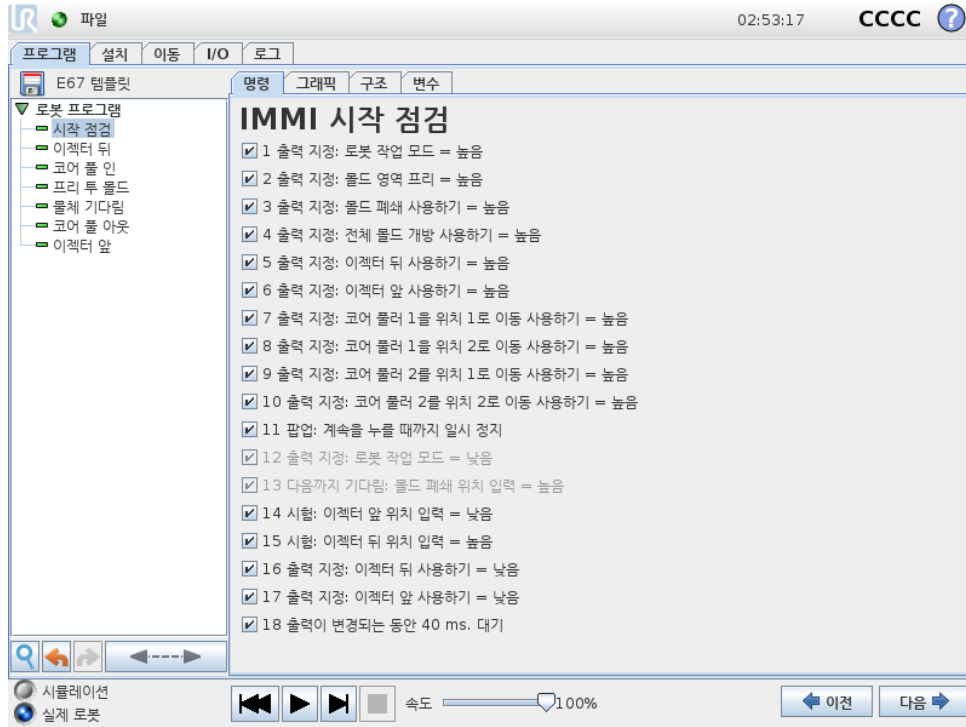 UR 파일 02:53:17 CCCC ?
프로그램 설치 이동 I/O 로그
E67 템플릿
명령 그래픽 구조 변수
로봇 프로그램
시작 점검
이젝터 뒤
코어 풀 인
프리 투 몰드
물체 기다림
코어 풀 아웃
이젝터 앞
IMMI 시작 점검
1 출력 지정: 로봇 작업 모드 = 높음
2 출력 지정: 몰드 영역 프리 = 높음
3 출력 지정: 몰드 폐쇄 사용하기 = 높음
4 출력 지정: 전체 몰드 개방 사용하기 = 높음
5 출력 지정: 이젝터 뒤 사용하기 = 높음
6 출력 지정: 이젝터 앞 사용하기 = 높음
7 출력 지정: 코어 풀러 1을 위치 1로 이동 사용하기 = 높음
8 출력 지정: 코어 풀러 1을 위치 2로 이동 사용하기 = 높음
9 출력 지정: 코어 풀러 2를 위치 1로 이동 사용하기 = 높음
10 출력 지정: 코어 풀러 2를 위치 2로 이동 사용하기 = 높음
11 팝업: 계속을 누를 때까지 일시 정지
12 출력 지정: 로봇 작업 모드 = 낮음
13 다음까지 기다림: 몰드 폐쇄 위치 입력 = 높음
14 시험: 이젝터 앞 위치 입력 = 낮음
15 시험: 이젝터 뒤 위치 입력 = 높음
16 출력 지정: 이젝터 뒤 사용하기 = 낮음
17 출력 지정: 이젝터 앞 사용하기 = 낮음
18 출력이 변경되는 동안 40 ms. 대기
시뮬레이션
실제 로봇
속도 100%
이전 다음